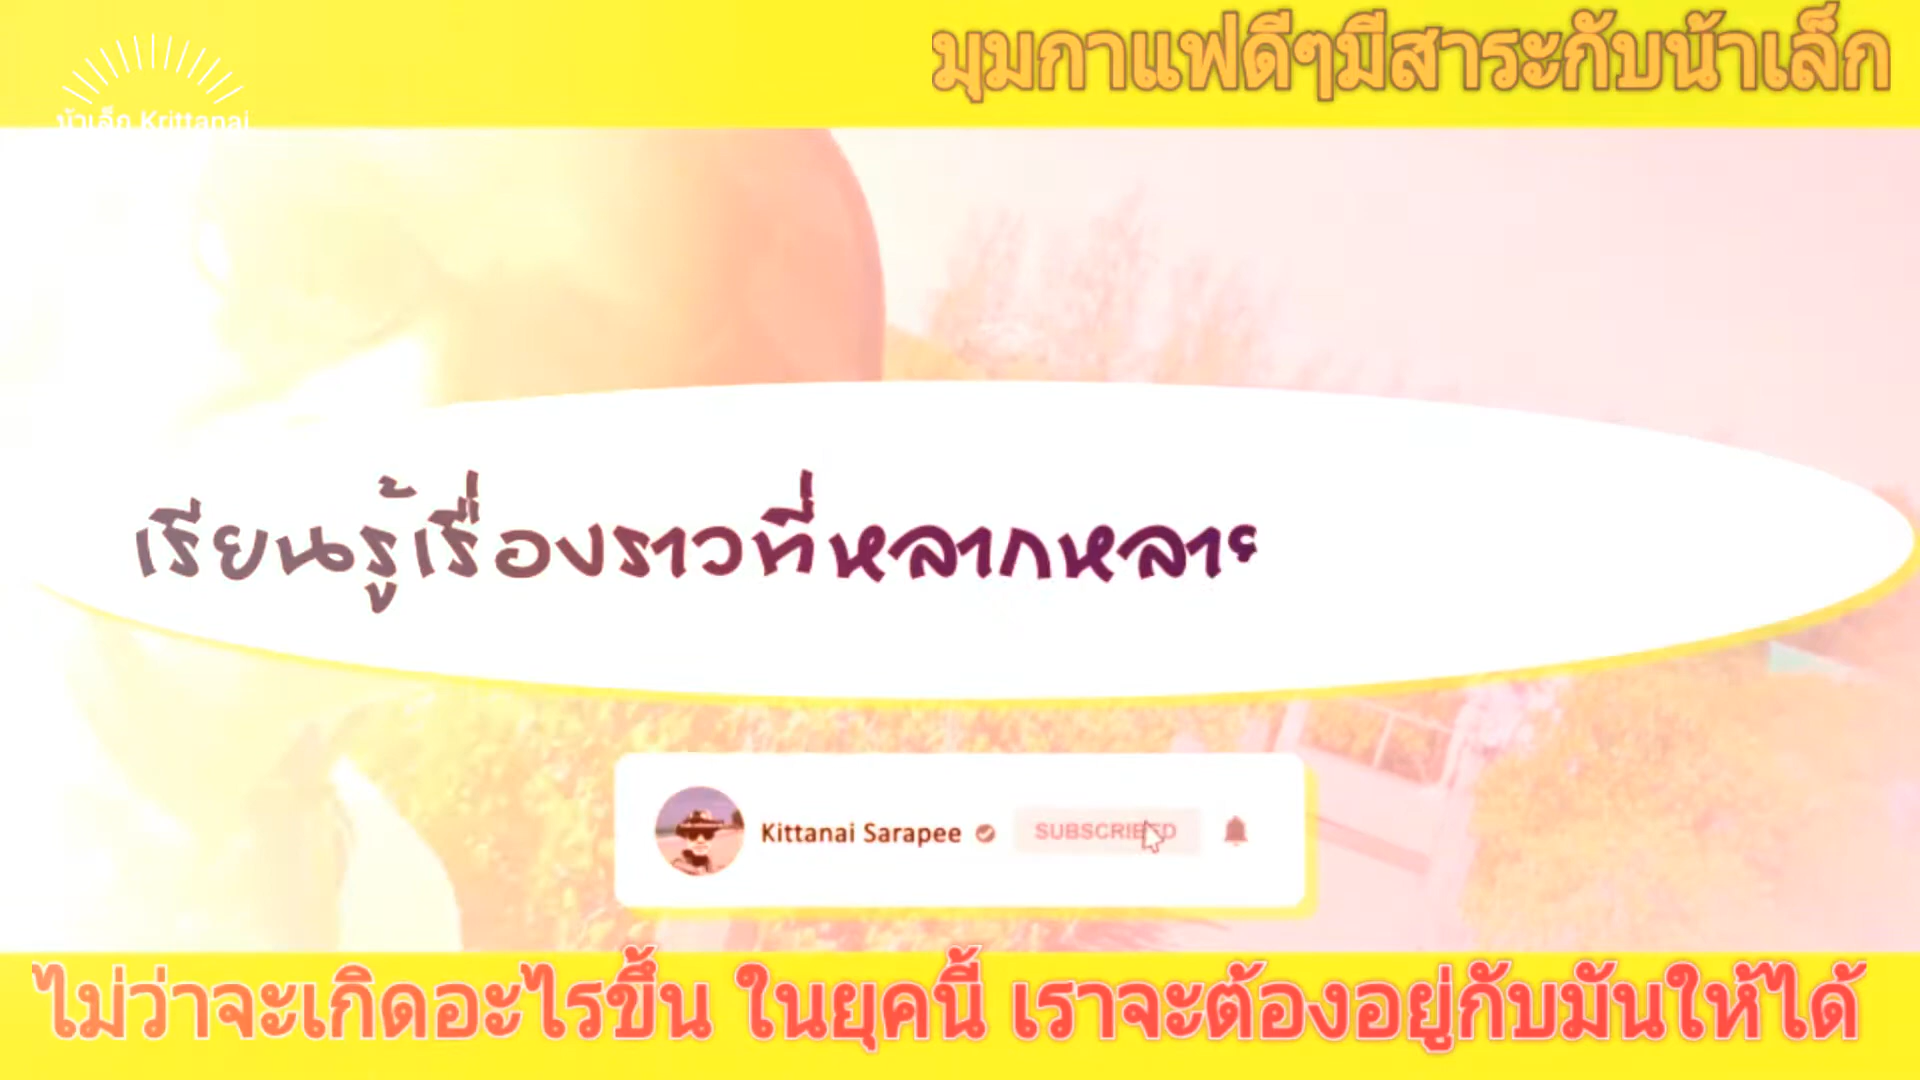 มุมกาแฟดีๆมีสาระกับน้าเล็ก
น้าเล็ก Krittanai
เรียนรู้เรื่องราวที่หลากหลาย
Kittanai Sarapee SUBSCRIBED
ไม่ว่าจะเกิดอะไรขึ้น ในยุคนี้ เราจะต้องอยู่กับมันให้ได้